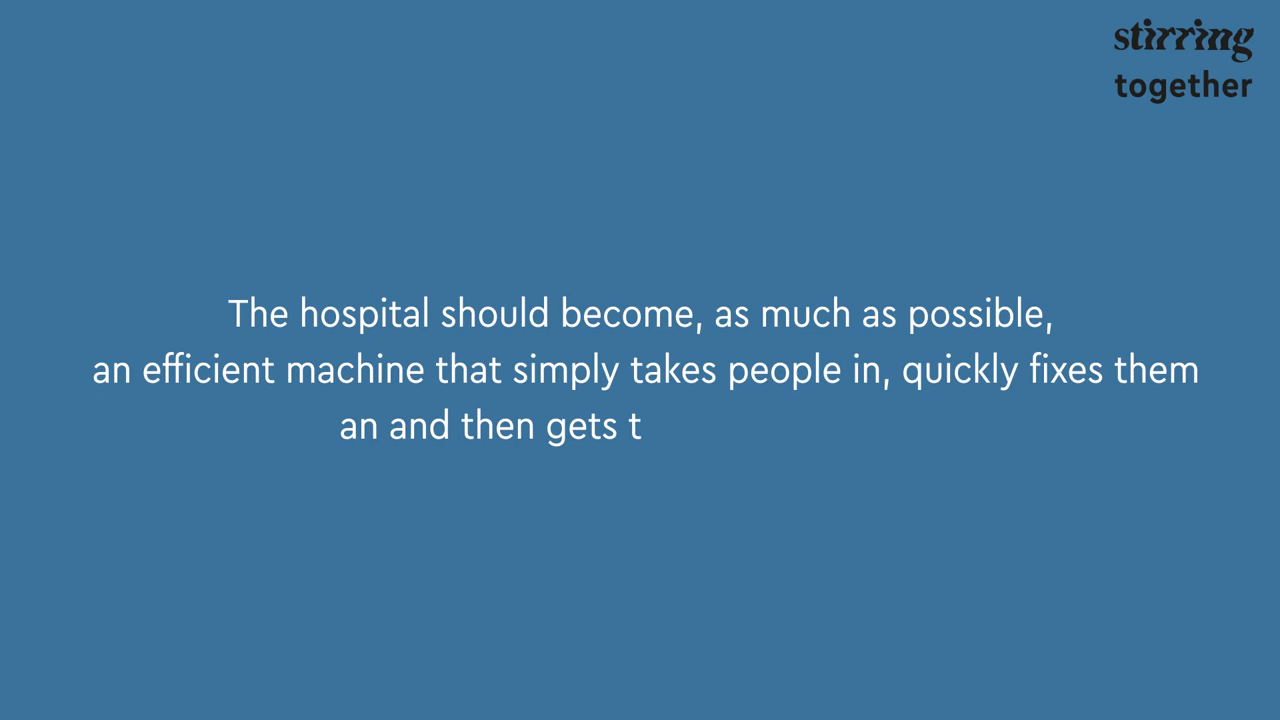 stirring
together
The hospital should become, as much as possible,
an efficient machine that simply takes people in, quickly fixes them
an and then gets t